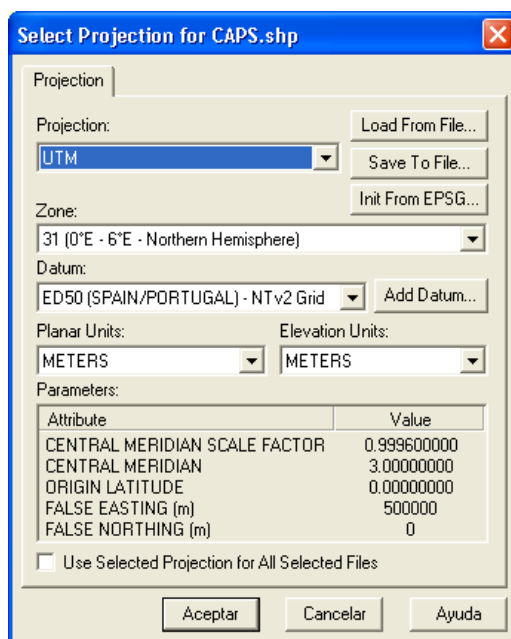 Select Projection for CAPS.shp
Projection
Projection:
Load From File...
UTM
Save To File...
Init From EPSG...
Zone:
31 (0°E - 6°E - Northern Hemisphere)
Datum:
ED50 (SPAIN/PORTUGAL) - NTv2 Grid
Add Datum...
Planar Units:
Elevation Units:
METERS
METERS
Parameters:
Attribute
Value
CENTRAL MERIDIAN SCALE FACTOR
0.999600000
CENTRAL MERIDIAN
3.00000000
ORIGIN LATITUDE
0.00000000
FALSE EASTING (m)
500000
FALSE NORTHING (m)
0
Use Selected Projection for All Selected Files
Aceptar
Cancelar
Ayuda